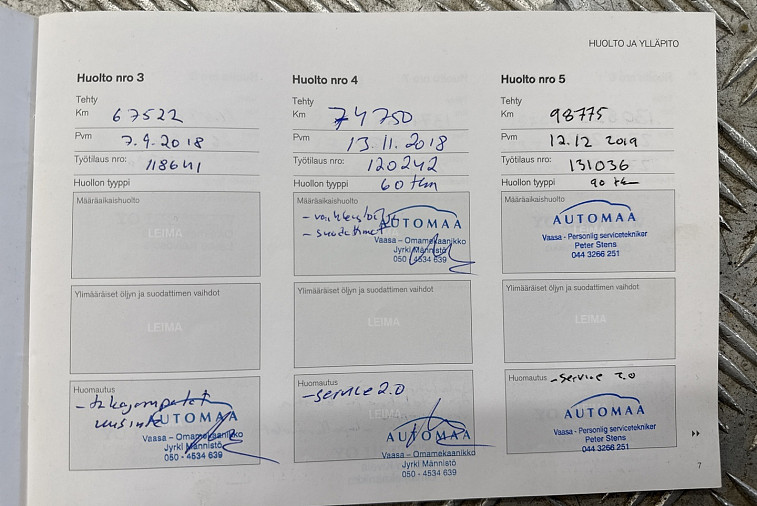 HUOLTO JA YLLÄPITO
Huolto nro 3
Tehty
Km 67522
Pvm 7.9.2018
Työtilaus nro: 118641
Huollon tyyppi
Määräaikaishuolto
LEIMA
Ylimääräiset öljyn ja suodattimen vaihdot
LEIMA
Huomautus
- takajarrupalat
uusittu
AUTOMAA
Vaasa – Omamekaanikko
Jyrki Männistö
050 - 4534 639
Huolto nro 4
Tehty
Km 74750
Pvm 13.11.2018
Työtilaus nro: 120242
Huollon tyyppi 60 tkm
Määräaikaishuolto
- suodattimet
AUTOMAA
Vaasa – Omamekaanikko
Jyrki Männistö
050 - 4534 639
Ylimääräiset öljyn ja suodattimen vaihdot
LEIMA
Huomautus
- service 2.0
LEIMA
AUTOMAA
Vaasa – Omamekaanikko
Jyrki Männistö
050 - 4534 639
Huolto nro 5
Tehty
Km 98775
Pvm 12.12 2019
Työtilaus nro: 131036
Huollon tyyppi 90 tkm
Määräaikaishuolto
AUTOMAA
Vaasa - Personlig servicetekniker
Peter Stens
044 3266 251
Ylimääräiset öljyn ja suodattimen vaihdot
LEIMA
Huomautus - service 2.0
AUTOMAA
Vaasa - Personlig servicetekniker
Peter Stens
044 3266 251
7